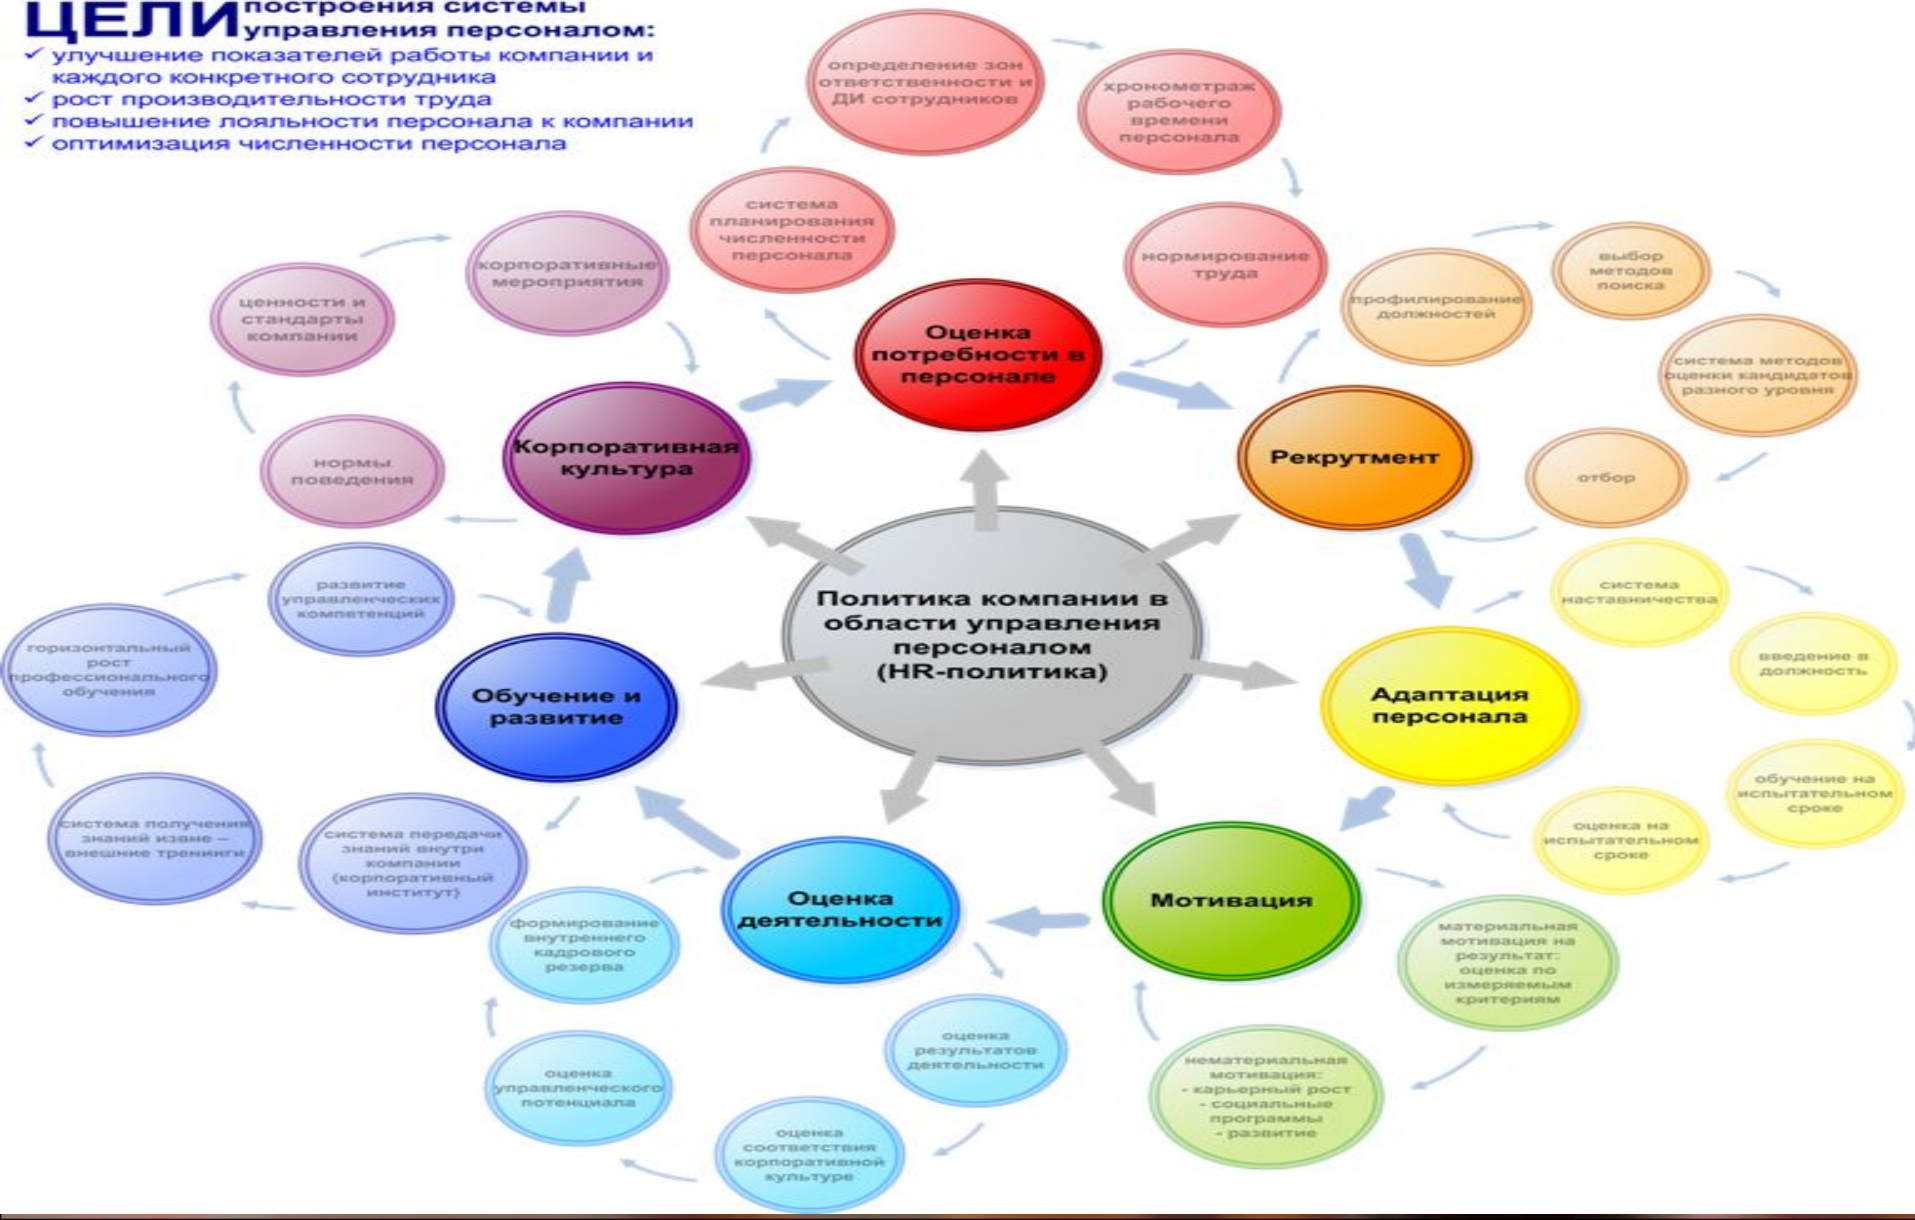 ЦЕЛИ построения системы
управления персоналом:
✓ улучшение показателей работы компании и
каждого конкретного сотрудника
✓ рост производительности труда
✓ повышение лояльности персонала к компании
✓ оптимизация численности персонала
определение зон
ответственности и
ДИ сотрудников
хронометраж
рабочего
времени
персонала
система
планирования
численности
персонала
нормирование
труда
Оценка
потребности в
персонале
профилирование
должностей
выбор
методов
поиска
система методов
оценки кандидатов
разного уровня
отбор
Рекрутмент
система
наставничества
введение в
должность
обучение на
испытательном
сроке
оценка на
испытательном
сроке
Адаптация
персонала
материальная
мотивация на
результат:
оценка по
измеряемым
критериям
нематериальная
мотивация:
- карьерный рост
- социальные
программы
- развитие
Мотивация
оценка
результатов
деятельности
оценка
соответствия
корпоративной
культуре
оценка
управленческого
потенциала
формирование
внутреннего
кадрового
резерва
Оценка
деятельности
система передачи
знаний внутри
компании
(корпоративный
институт)
система получения
знаний извне –
внешние тренинги
горизонтальный
рост
профессионального
обучения
развитие
управленческих
компетенций
Обучение и
развитие
нормы
поведения
ценности и
стандарты
компании
корпоративные
мероприятия
Корпоративная
культура
Политика компании в
области управления
персоналом
(HR-политика)